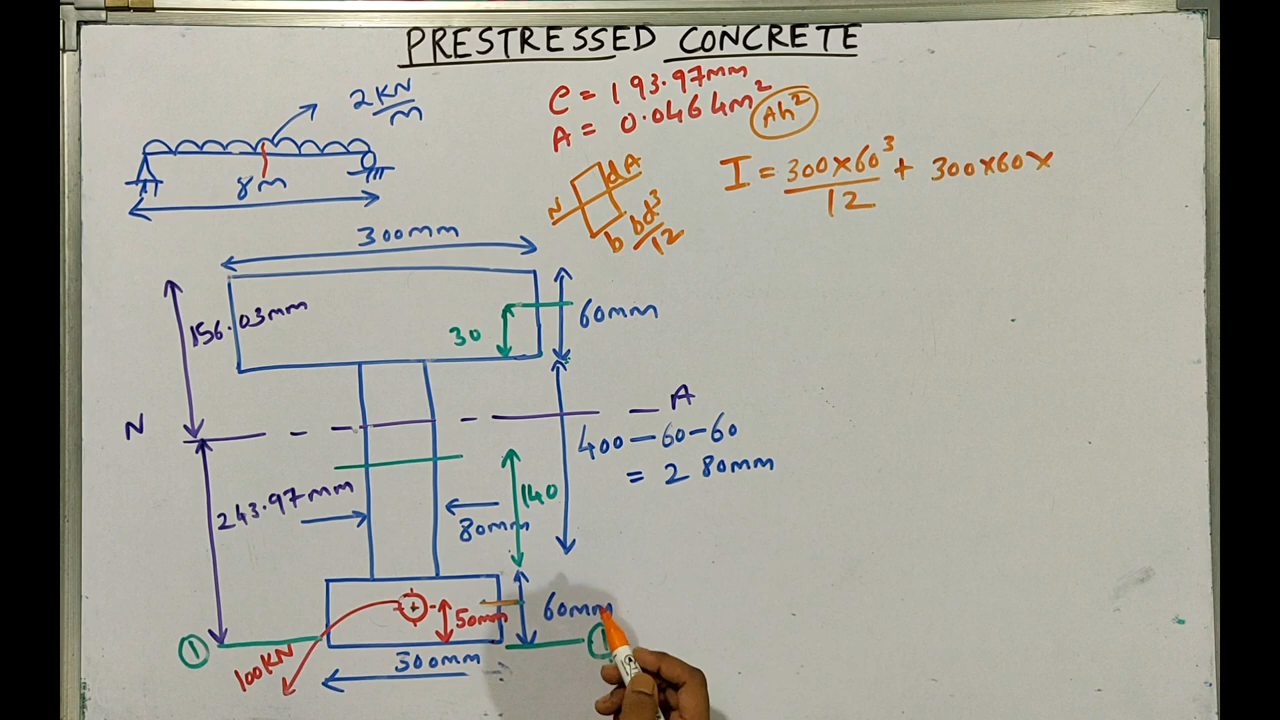 PRESTRESSED CONCRETE
2KN/m
8m
e = 193.97mm
A = 0.0464m²
Ah²
N
dA
b
bd³/12
I = 300×60³/12 + 300×60×
300mm
156.03mm
30
60mm
N
A
400-60-60
= 280mm
243.97mm
80mm
140
50mm
60mm
1
100KN
1